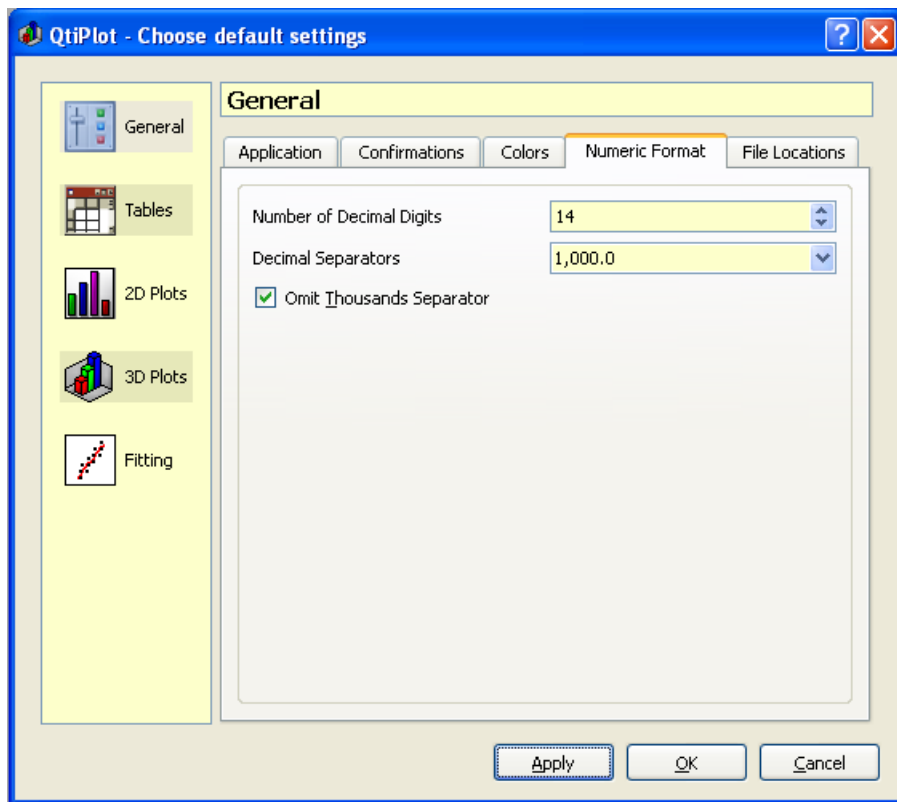 QtiPlot - Choose default settings
General
Tables
2D Plots
3D Plots
Fitting
General
Application Confirmations Colors Numeric Format File Locations
Number of Decimal Digits 14
Decimal Separators 1,000.0
Omit Thousands Separator
Apply OK Cancel